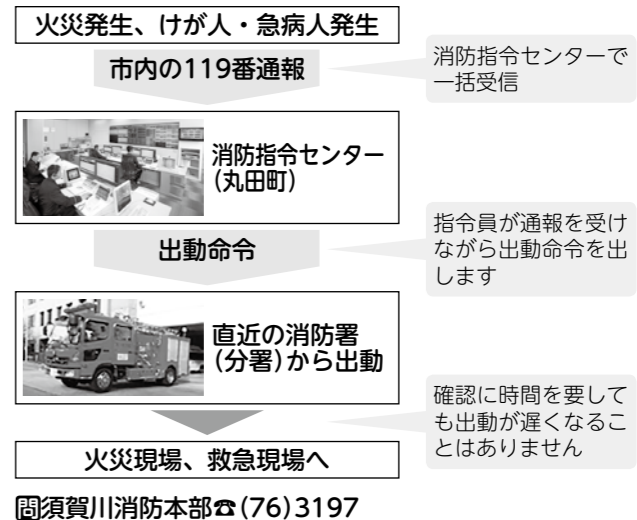 火災発生、けが人・急病人発生
市内の119番通報
消防指令センターで
一括受信
消防指令センター
(丸田町)
出動命令
指令員が通報を受け
ながら出動命令を出
します
直近の消防署
(分署)から出動
確認に時間を要して
も出動が遅くなるこ
とはありません
火災現場、救急現場へ
問須賀川消防本部☎(76)3197